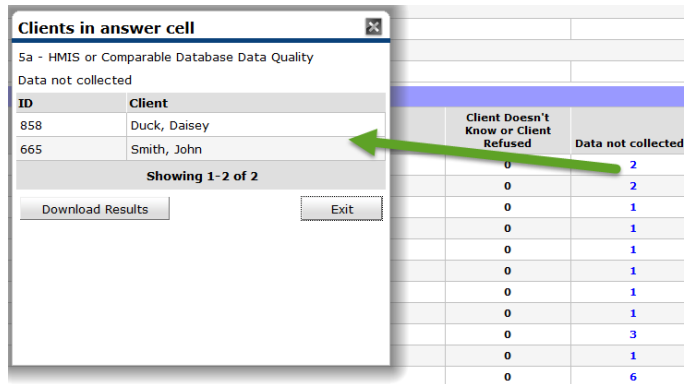 Clients in answer cell
5a - HMIS or Comparable Database Data Quality
Data not collected
ID Client
858 Duck, Daisey
665 Smith, John
Showing 1-2 of 2
Download Results Exit
Client Doesn't
Know or Client
Refused Data not collected
0 2
0 2
0 1
0 1
0 1
0 1
0 1
0 1
0 3
0 1
0 6